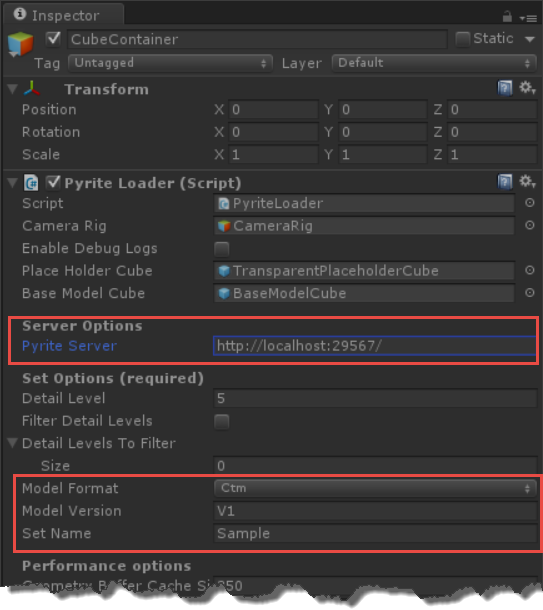 Inspector
CubeContainer Static
Tag Untagged Layer Default
Transform
Position X 0 Y 0 Z 0
Rotation X 0 Y 0 Z 0
Scale X 1 Y 1 Z 1
Pyrite Loader (Script)
Script PyriteLoader
Camera Rig CameraRig
Enable Debug Logs
Place Holder Cube TransparentPlaceholderCube
Base Model Cube BaseModelCube
Server Options
Pyrite Server http://localhost:29567/
Set Options (required)
Detail Level 5
Filter Detail Levels
Detail Levels To Filter
Size 0
Model Format Ctm
Model Version V1
Set Name Sample
Performance options
Geometry Buffer Cache Si 350